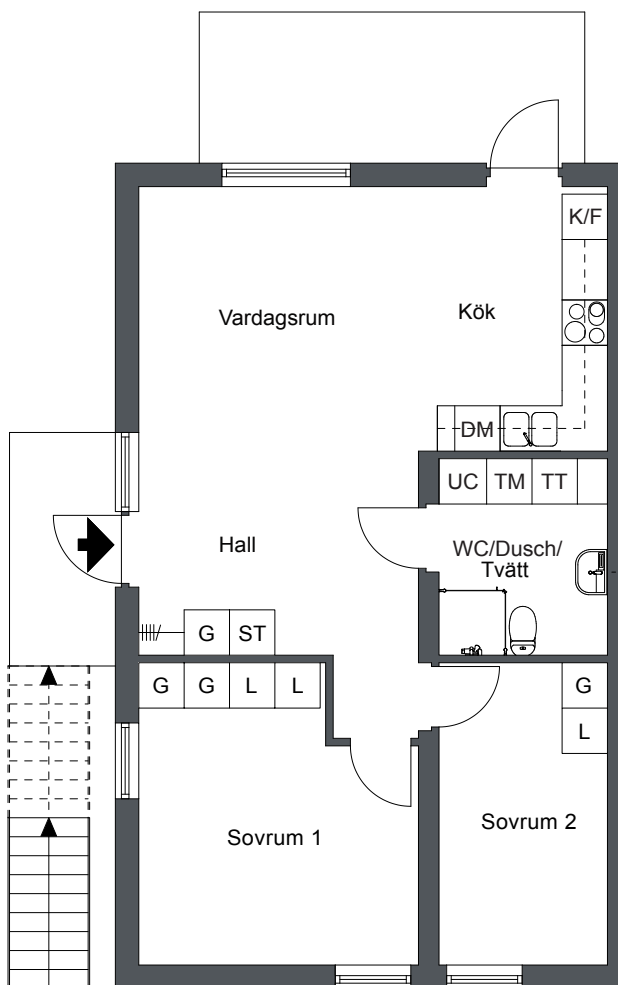 K/F
Vardagsrum
Kök
DM
UC TM TT
Hall
WC/Dusch/
Tvätt
G ST
G G L L
G
L
Sovrum 1
Sovrum 2